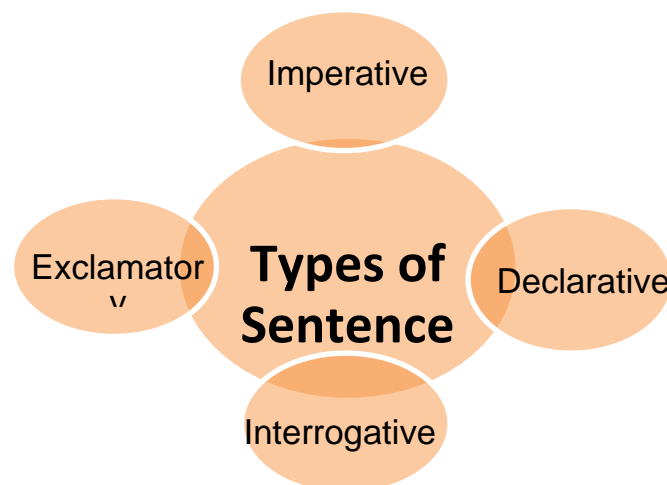 Imperative
Exclamator
y
Types of
Sentence
Declarative
Interrogative